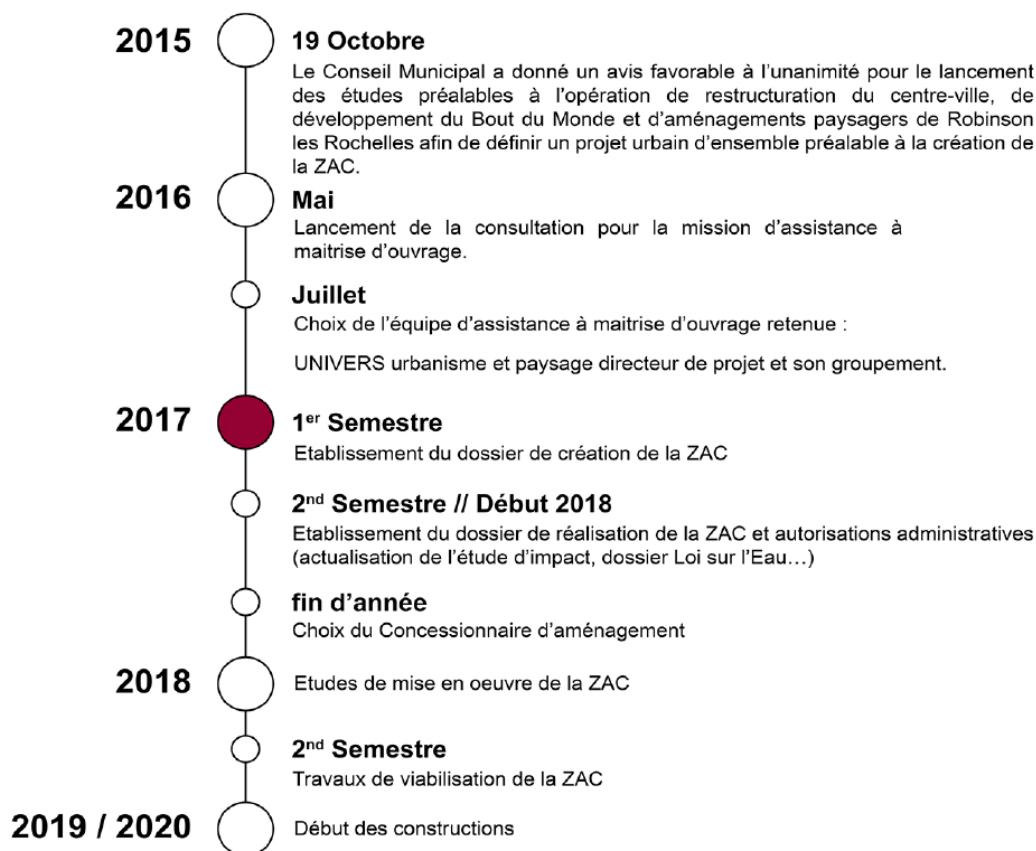 2015
19 Octobre
Le Conseil Municipal a donné un avis favorable à l'unanimité pour le lancement
des études préalables à l'opération de restructuration du centre-ville, de
développement du Bout du Monde et d'aménagements paysagers de Robinson
les Rochelles afin de définir un projet urbain d'ensemble préalable à la création de
la ZAC.
2016
Mai
Lancement de la consultation pour la mission d'assistance à
maitrise d'ouvrage.
Juillet
Choix de l'équipe d'assistance à maitrise d'ouvrage retenue :
UNIVERS urbanisme et paysage directeur de projet et son groupement.
2017
1er Semestre
Etablissement du dossier de création de la ZAC
2nd Semestre // Début 2018
Etablissement du dossier de réalisation de la ZAC et autorisations administratives
(actualisation de l'étude d'impact, dossier Loi sur l'Eau...)
fin d'année
Choix du Concessionnaire d'aménagement
2018
Etudes de mise en oeuvre de la ZAC
2nd Semestre
Travaux de viabilisation de la ZAC
2019 / 2020
Début des constructions